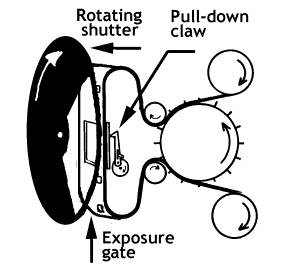 Rotating
shutter
Pull-down
claw
Exposure
gate